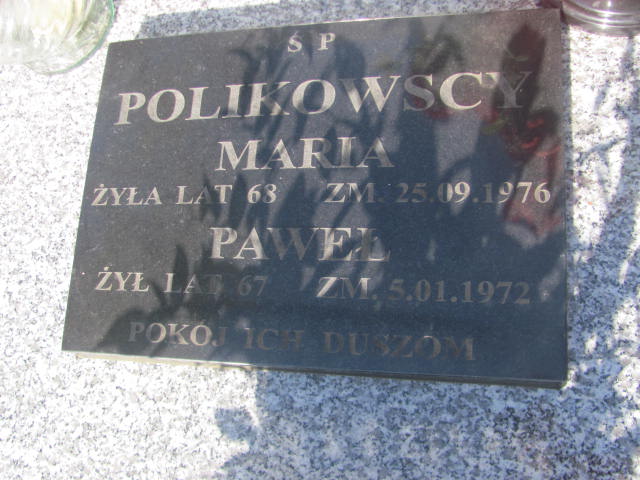 Ś P
POLIKOWSCY
MARIA
ŻYŁA LAT 68 ZM. 25.09.1976
PAWEŁ
ŻYŁ LAT 67 ZM. 5.01.1972
POKÓJ ICH DUSZOM